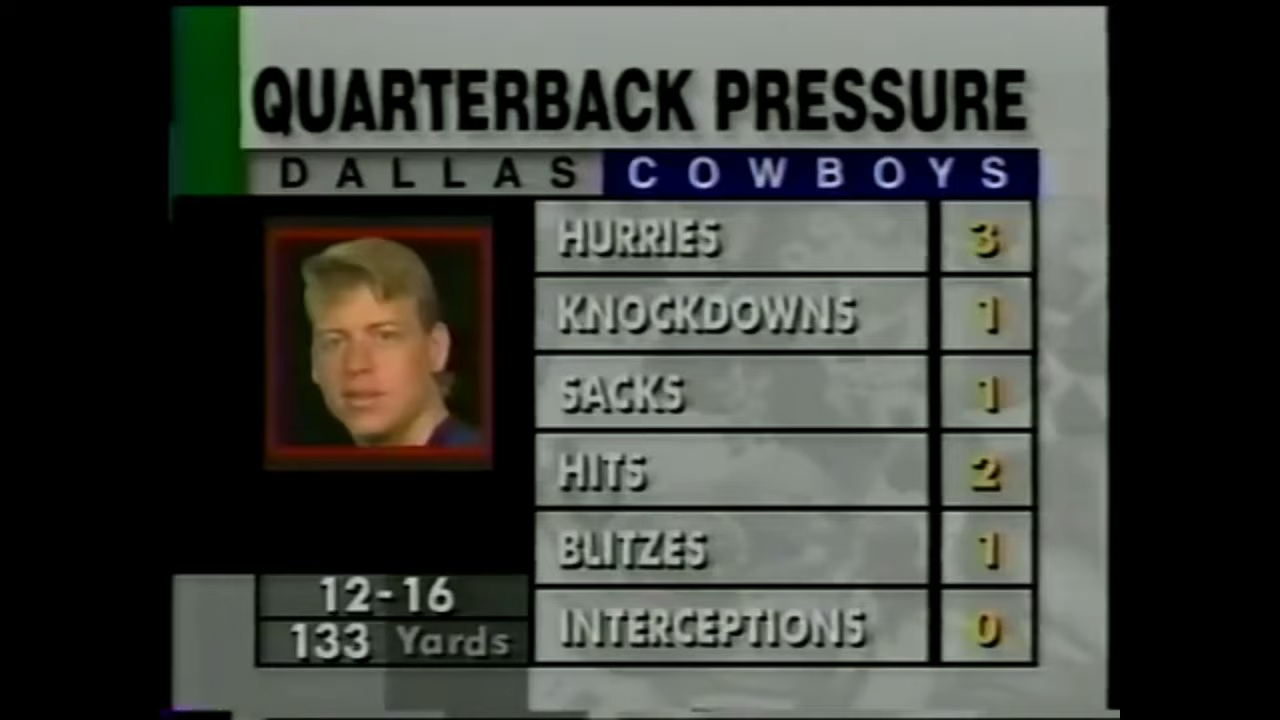 QUARTERBACK PRESSURE
DALLAS COWBOYS
HURRIES 3
KNOCKDOWNS 1
SACKS 1
HITS 2
BLITZES 1
INTERCEPTIONS 0
12-16
133 Yards